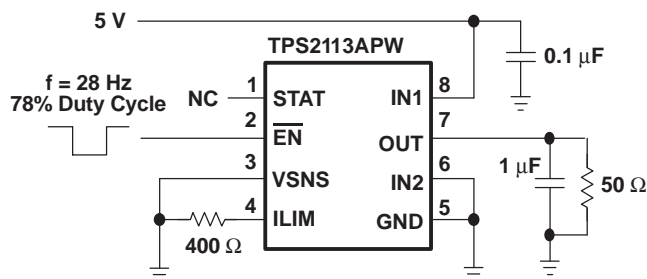 5 V
TPS2113APW
0.1 μF
f = 28 Hz
78% Duty Cycle
NC
1 STAT
IN1 8
2 EN
OUT 7
3 VSNS
IN2 6
1 μF
50 Ω
4 ILIM
GND 5
400 Ω